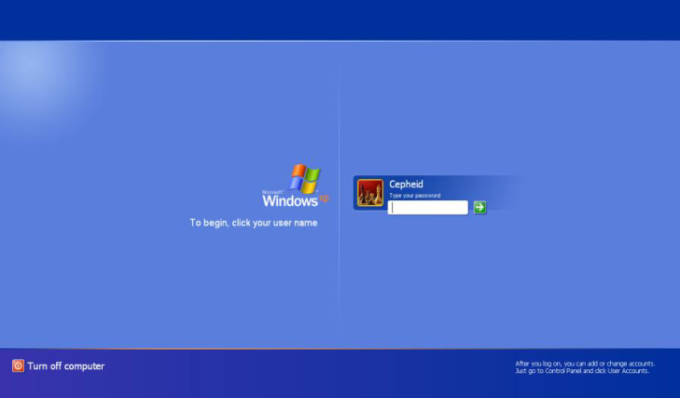 Microsoft
Windows xp
To begin, click your user name
Cepheid
Type your password
Turn off computer
After you log on, you can add or change accounts.
Just go to Control Panel and click User Accounts.